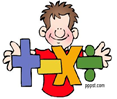 + - x ÷
pppst.com